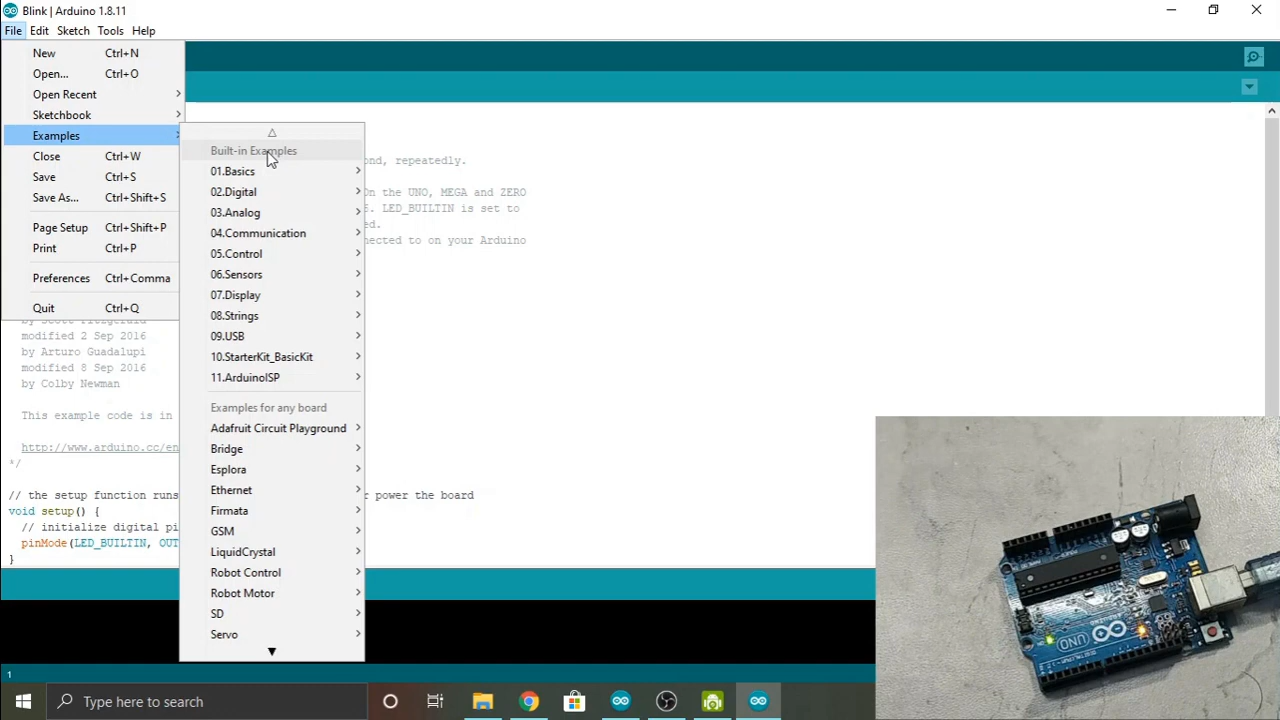 Blink | Arduino 1.8.11
File Edit Sketch Tools Help
New Ctrl+N
Open... Ctrl+O
Open Recent
Sketchbook
Examples
Close Ctrl+W
Save Ctrl+S
Save As... Ctrl+Shift+S
Page Setup Ctrl+Shift+P
Print Ctrl+P
Preferences Ctrl+Comma
Quit Ctrl+Q
Built-in Examples
01.Basics
02.Digital
03.Analog
04.Communication
05.Control
06.Sensors
07.Display
08.Strings
09.USB
10.StarterKit_BasicKit
11.ArduinoISP
Examples for any board
Adafruit Circuit Playground
Bridge
Esplora
Ethernet
Firmata
GSM
LiquidCrystal
Robot Control
Robot Motor
SD
Servo
ond, repeatedly.
On the UNO, MEGA and ZERO
6. LED_BUILTIN is set to
ed.
nected to on your Arduino
by Scott Fitzgerald
modified 2 Sep 2016
by Arturo Guadalupi
modified 8 Sep 2016
by Colby Newman
This example code is in
http://www.arduino.cc/en
*/
// the setup function runs r power the board
void setup() {
// initialize digital pi
pinMode(LED_BUILTIN, OUT
}
1
UNO
Type here to search